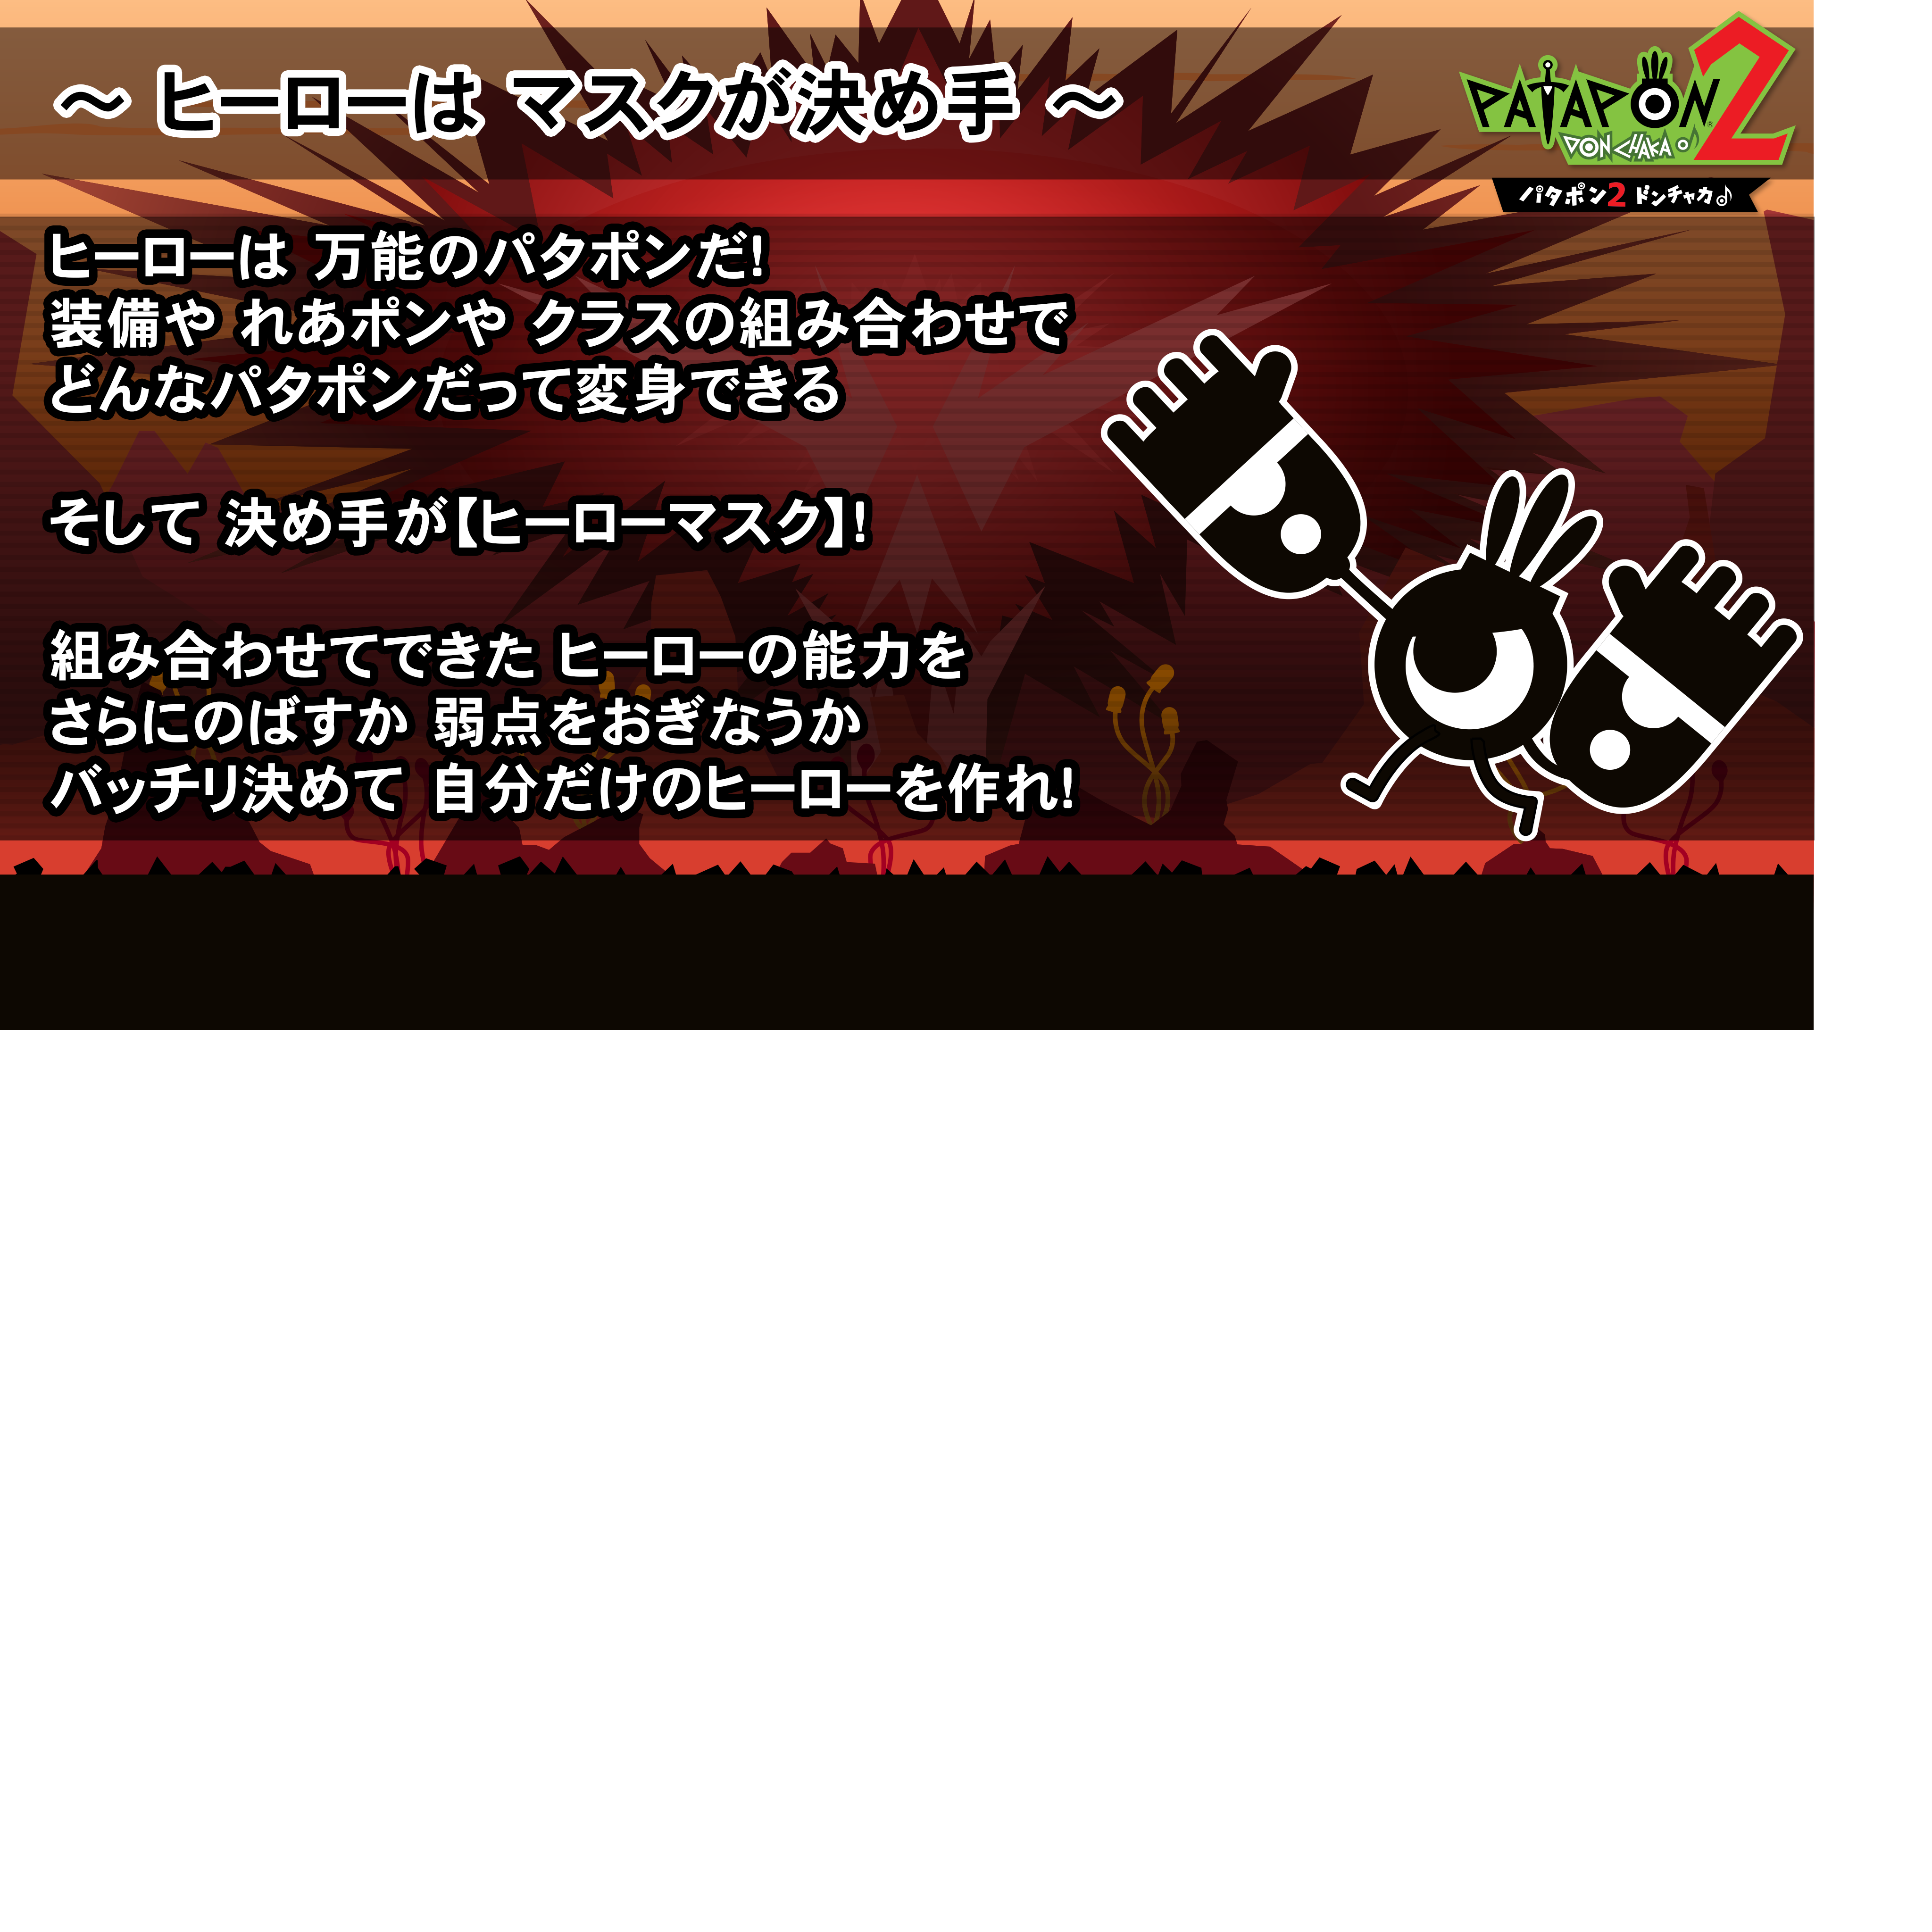 ～ ヒーローは マスクが決め手 ～
PATAPON2
DONCHAKA♪
パタポン2 ドンチャカ♪
ヒーローは 万能のパタポンだ!
装備や れあポンや クラスの組み合わせで
どんなパタポンだって変身できる
そして 決め手が【ヒーローマスク】!
組み合わせてできた ヒーローの能力を
さらにのばすか 弱点をおぎなうか
バッチリ決めて 自分だけのヒーローを作れ!